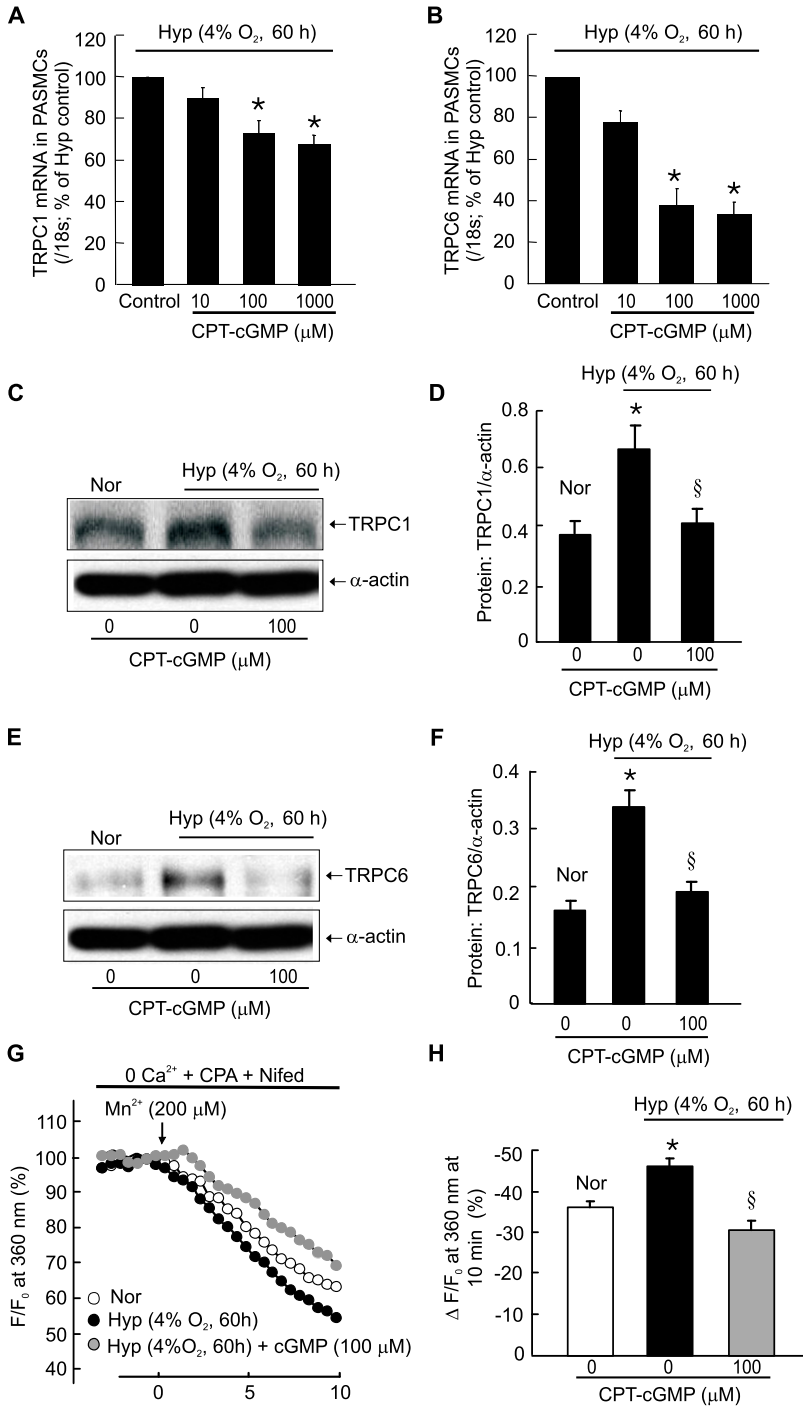 A
Hyp (4% O₂, 60 h)
TRPC1 mRNA in PASMCs
(/18s; % of Hyp control)
120
100
80
60
40
20
0
*
*
Control 10 100 1000
CPT-cGMP (μM)
B
Hyp (4% O₂, 60 h)
TRPC6 mRNA in PASMCs
(/18s; % of Hyp control)
120
100
80
60
40
20
0
*
*
Control 10 100 1000
CPT-cGMP (μM)
C
Nor
Hyp (4% O₂, 60 h)
←TRPC1
←α-actin
0 0 100
CPT-cGMP (μM)
D
Hyp (4% O₂, 60 h)
Protein: TRPC1/α-actin
0.8
0.6
0.4
0.2
0
Nor
*
§
0 0 100
CPT-cGMP (μM)
E
Nor
Hyp (4% O₂, 60 h)
←TRPC6
←α-actin
0 0 100
CPT-cGMP (μM)
F
Hyp (4% O₂, 60 h)
Protein: TRPC6/α-actin
0.4
0.3
0.2
0.1
0
Nor
*
§
0 0 100
CPT-cGMP (μM)
G
0 Ca²⁺ + CPA + Nifed
Mn²⁺ (200 μM)
F/F₀ at 360 nm (%)
110
100
90
80
70
60
50
40
Nor
Hyp (4% O₂, 60h)
Hyp (4%O₂, 60h) + cGMP (100 μM)
0 5 10
H
Hyp (4% O₂, 60 h)
Δ F/F₀ at 360 nm at
10 min (%)
-50
-40
-30
-20
-10
0
Nor
*
§
0 0 100
CPT-cGMP (μM)